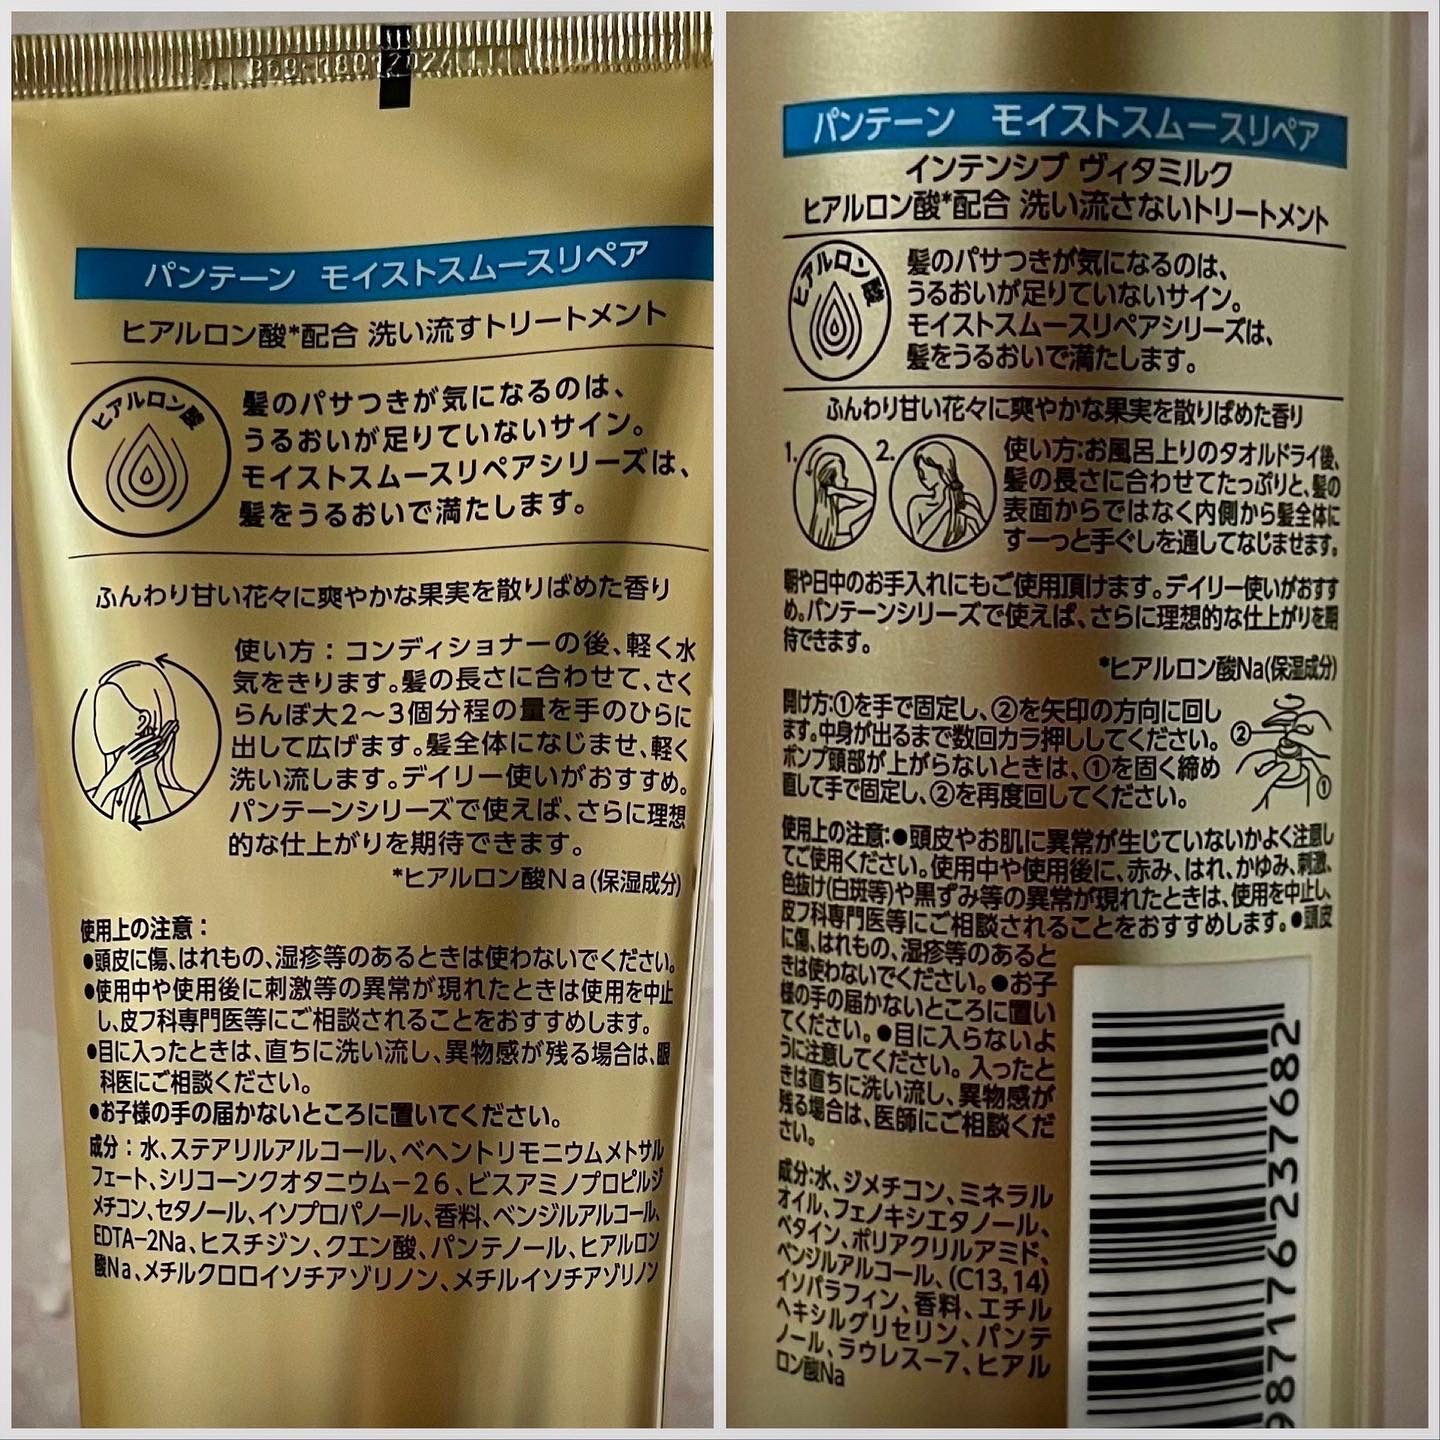 パンテーン モイストスムースリペア
ヒアルロン酸*配合 洗い流すトリートメント
ヒアルロン酸
髪のパサつきが気になるのは、
うるおいが足りていないサイン。
モイストスムースリペアシリーズは、
髪をうるおいで満たします。
ふんわり甘い花々に爽やかな果実を散りばめた香り
使い方：コンディショナーの後、軽く水
気をきります。髪の長さに合わせて、さく
らんぼ大2〜3個分程の量を手のひらに
出して広げます。髪全体になじませ、軽く
洗い流します。デイリー使いがおすすめ。
パンテーンシリーズで使えば、さらに理想
的な仕上がりを期待できます。
*ヒアルロン酸Na(保湿成分)
使用上の注意：
●頭皮に傷、はれもの、湿疹等のあるときは使わないでください。
●使用中や使用後に刺激等の異常が現れたときは使用を中止
し、皮フ科専門医等にご相談されることをおすすめします。
●目に入ったときは、直ちに洗い流し、異物感が残る場合は、眼
科医にご相談ください。
●お子様の手の届かないところに置いてください。
成分：水、ステアリルアルコール、ベヘントリモニウムメトサル
フェート、シリコーンクオタニウム−26、ビスアミノプロピルジ
メチコン、セタノール、イソプロパノール、香料、ベンジルアルコール、
EDTA−2Na、ヒスチジン、クエン酸、パンテノール、ヒアルロン
酸Na、メチルクロロイソチアゾリノン、メチルイソチアゾリノン
パンテーン モイストスムースリペア
インテンシブ ヴィタミルク
ヒアルロン酸*配合 洗い流さないトリートメント
ヒアルロン酸
髪のパサつきが気になるのは、
うるおいが足りていないサイン。
モイストスムースリペアシリーズは、
髪をうるおいで満たします。
ふんわり甘い花々に爽やかな果実を散りばめた香り
1. 2.
使い方:お風呂上りのタオルドライ後、
髪の長さに合わせてたっぷりと、髪の
表面からではなく内側から髪全体に
すーっと手ぐしを通してなじませます。
朝や日中のお手入れにもご使用頂けます。デイリー使いがおすす
め。パンテーンシリーズで使えば、さらに理想的な仕上がりを期
待できます。
*ヒアルロン酸Na(保湿成分)
開け方:①を手で固定し、②を矢印の方向に回し
ます。中身が出るまで数回カラ押ししてください。
ポンプ頭部が上がらないときは、①を固く締め
直して手で固定し、②を再度回してください。
②
①
使用上の注意:●頭皮やお肌に異常が生じていないかよく注意し
てご使用ください。使用中や使用後に、赤み、はれ、かゆみ、刺激、
色抜け(白斑等)や黒ずみ等の異常が現れたときは、使用を中止し、
皮フ科専門医等にご相談されることをおすすめします。●頭皮
に傷、はれもの、湿疹等のあると
きは使わないでください。●お子
様の手の届かないところに置い
てください。●目に入らないよ
うに注意してください。入ったと
きは直ちに洗い流し、異物感が
残る場合は、医師にご相談くだ
さい。
成分:水、ジメチコン、ミネラル
オイル、フェノキシエタノール、
ベタイン、ポリアクリルアミド、
ベンジルアルコール、(C13,14)
イソパラフィン、香料、エチル
ヘキシルグリセリン、パンテ
ノール、ラウレス−7、ヒアル
ロン酸Na
987176237682